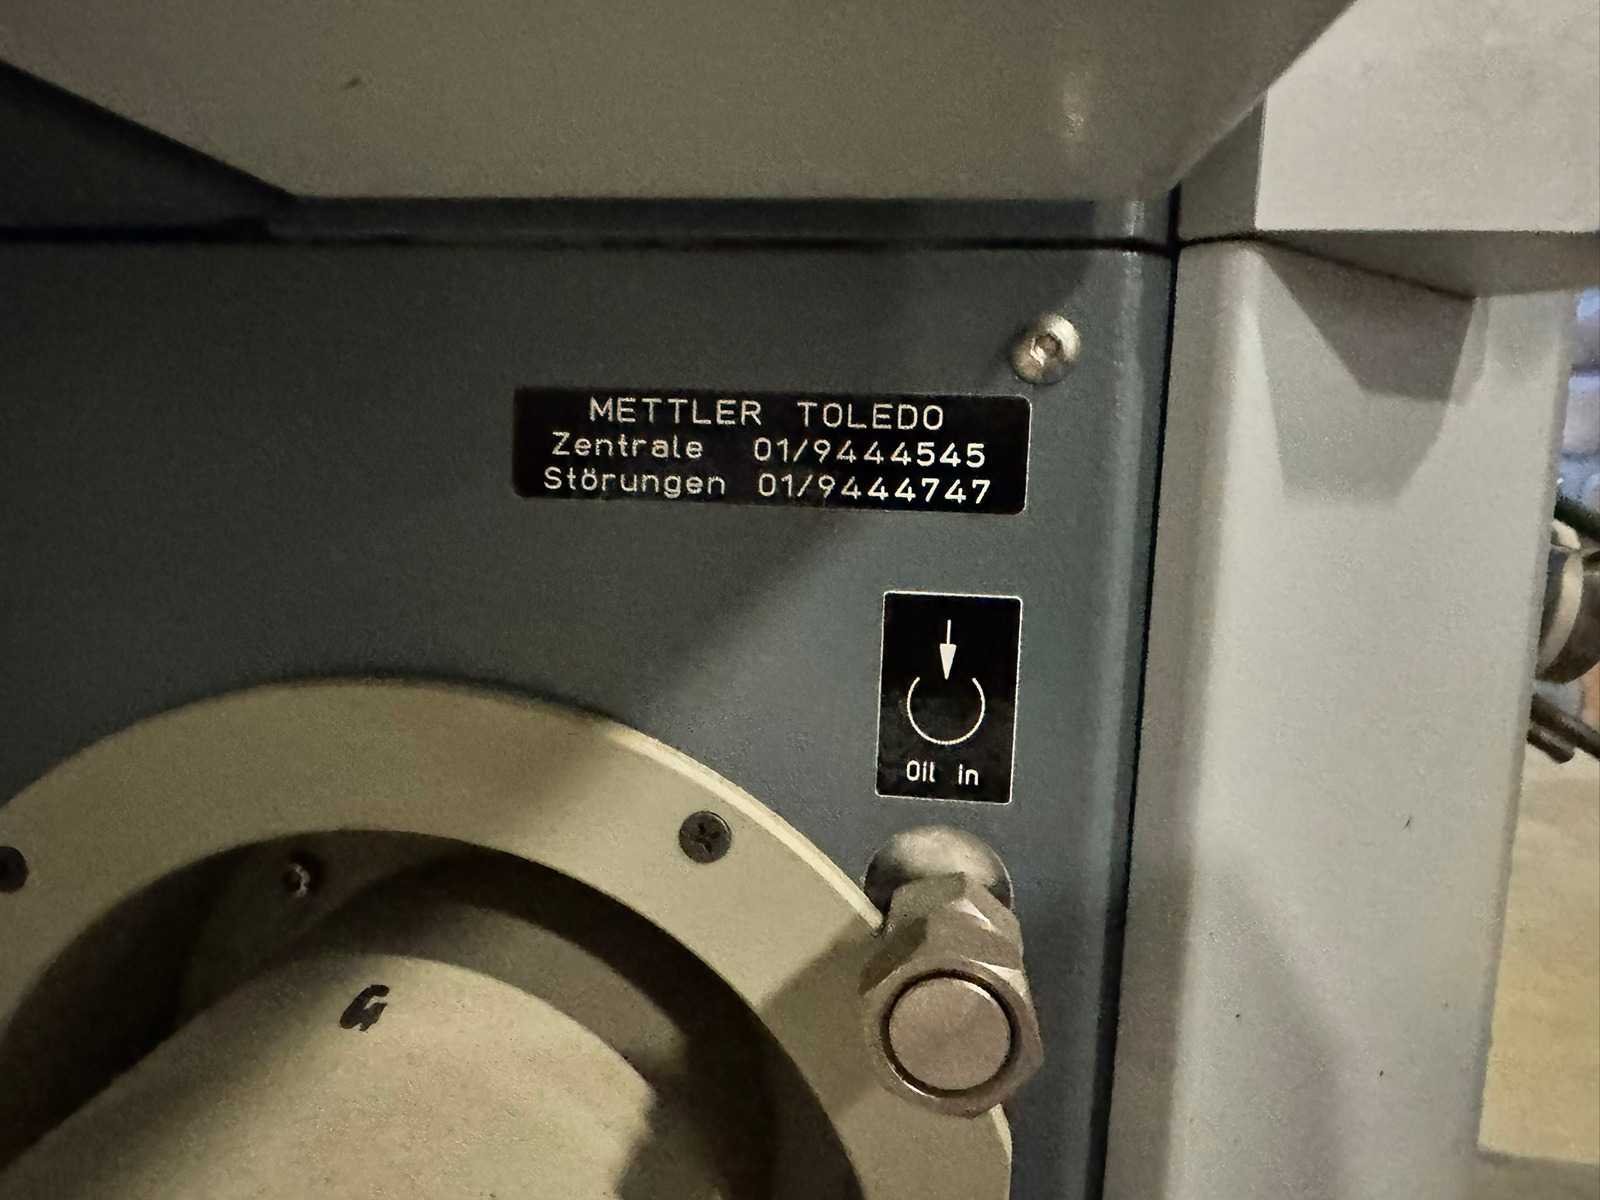 METTLER TOLEDO
Zentrale 01/9444545
Störungen 01/9444747
Oil in
G